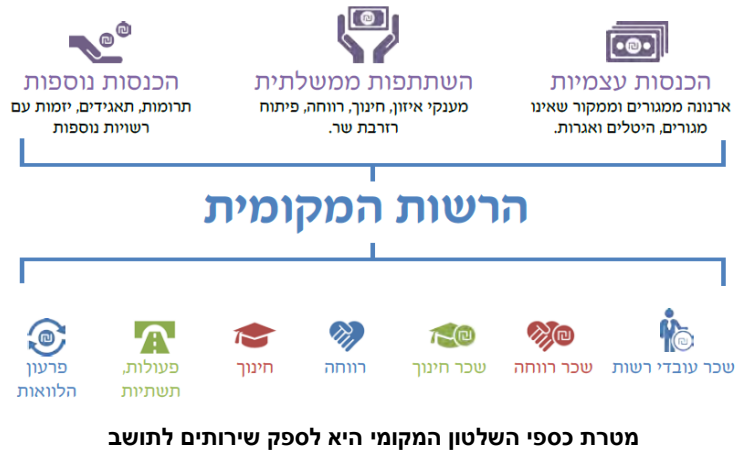 הכנסות עצמיות
ארנונה ממגורים וממקור שאינו
מגורים, היטלים ואגרות.
השתתפות ממשלתית
מענקי איזון, חינוך, רווחה, פיתוח
רזרבת שר.
הכנסות נוספות
תרומות, תאגידים, יזמות עם
רשויות נוספות
הרשות המקומית
שכר עובדי רשות
שכר רווחה
שכר חינוך
רווחה
חינוך
פעולות,
תשתיות
פרעון
הלוואות
מטרת כספי השלטון המקומי היא לספק שירותים לתושב